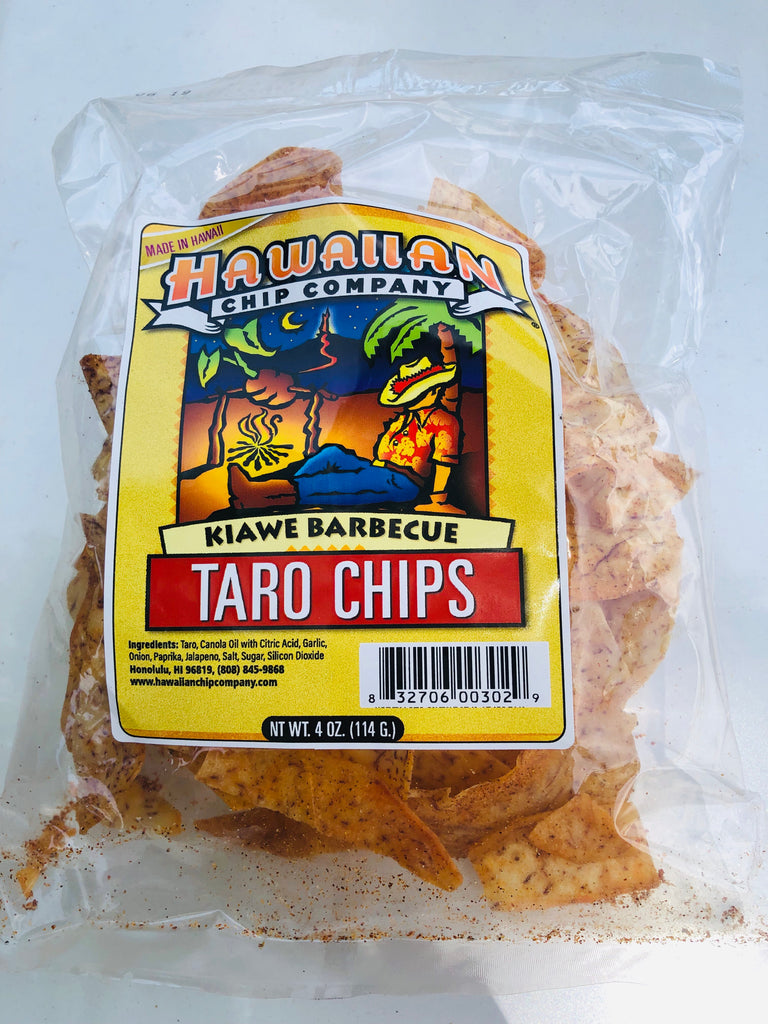 MADE IN HAWAII
HAWAIIAN
CHIP COMPANY
®
KIAWE BARBECUE
TARO CHIPS
Ingredients: Taro, Canola Oil with Citric Acid, Garlic,
Onion, Paprika, Jalapeno, Salt, Sugar, Silicon Dioxide
Honolulu, HI 96819, (808) 845-9868
www.hawaiianchipcompany.com
8 32706 00302 9
NT WT. 4 OZ. (114 G.)